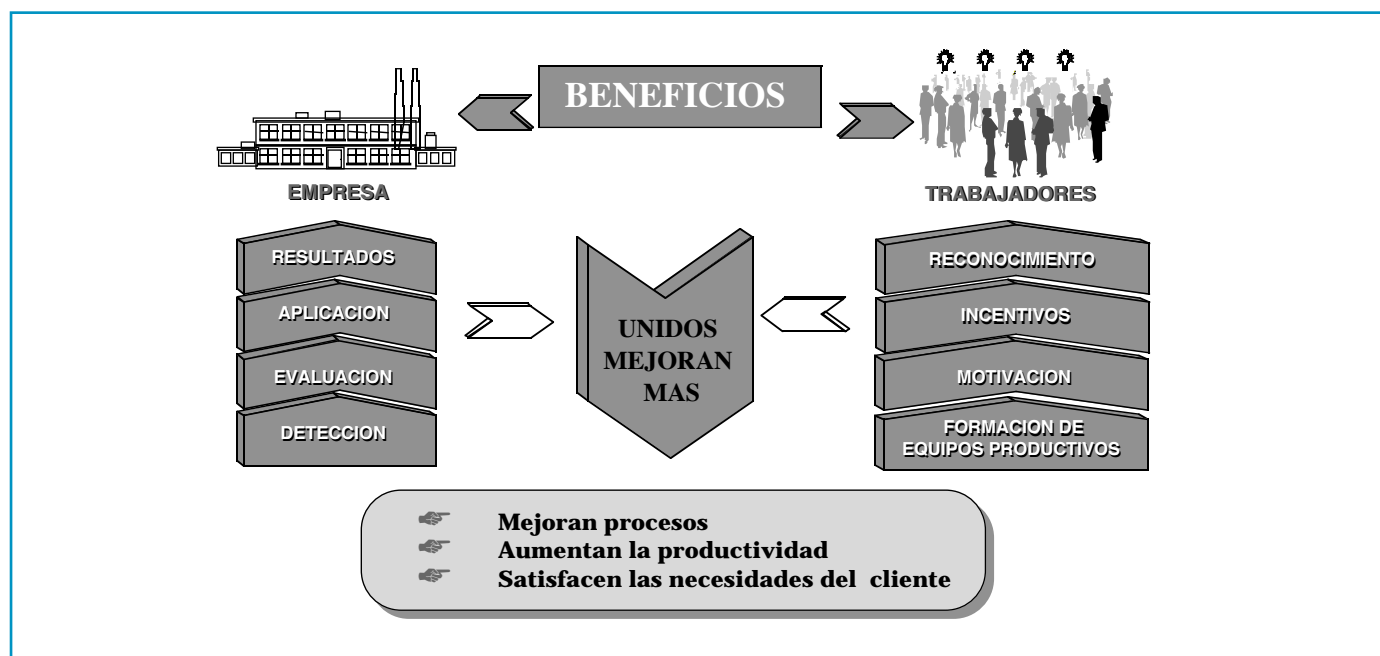 BENEFICIOS
EMPRESA
TRABAJADORES
RESULTADOS
APLICACION
EVALUACION
DETECCION
UNIDOS
MEJORAN
MAS
RECONOCIMIENTO
INCENTIVOS
MOTIVACION
FORMACION DE
EQUIPOS PRODUCTIVOS
Mejoran procesos
Aumentan la productividad
Satisfacen las necesidades del cliente